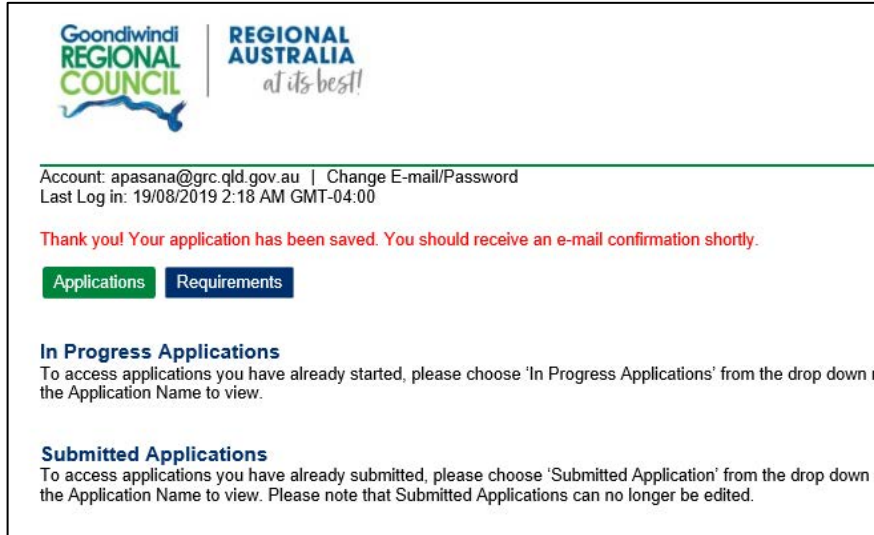 Goondiwindi
REGIONAL
COUNCIL
REGIONAL
AUSTRALIA
at its best!
Account: apasana@grc.qld.gov.au | Change E-mail/Password
Last Log in: 19/08/2019 2:18 AM GMT-04:00
Thank you! Your application has been saved. You should receive an e-mail confirmation shortly.
Applications Requirements
In Progress Applications
To access applications you have already started, please choose ‘In Progress Applications’ from the drop down
the Application Name to view.
Submitted Applications
To access applications you have already submitted, please choose ‘Submitted Application’ from the drop down
the Application Name to view. Please note that Submitted Applications can no longer be edited.